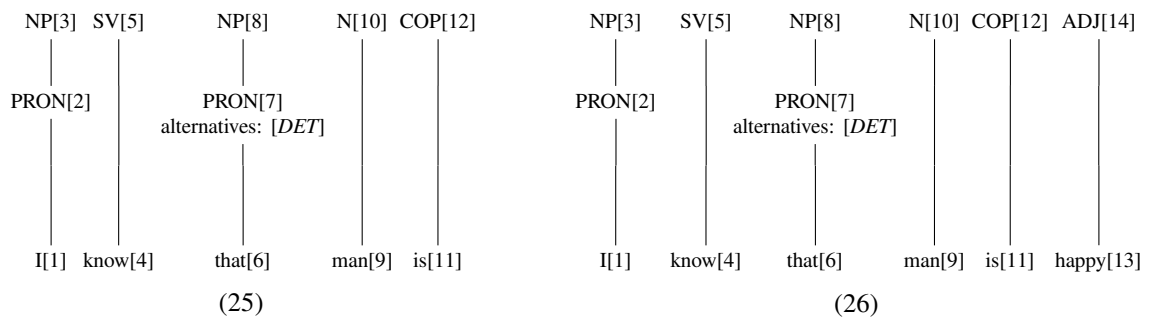 NP[3] SV[5] NP[8] N[10] COP[12]
PRON[2] PRON[7]
alternatives: [DET]
I[1] know[4] that[6] man[9] is[11]
(25)
NP[3] SV[5] NP[8] N[10] COP[12] ADJ[14]
PRON[2] PRON[7]
alternatives: [DET]
I[1] know[4] that[6] man[9] is[11] happy[13]
(26)